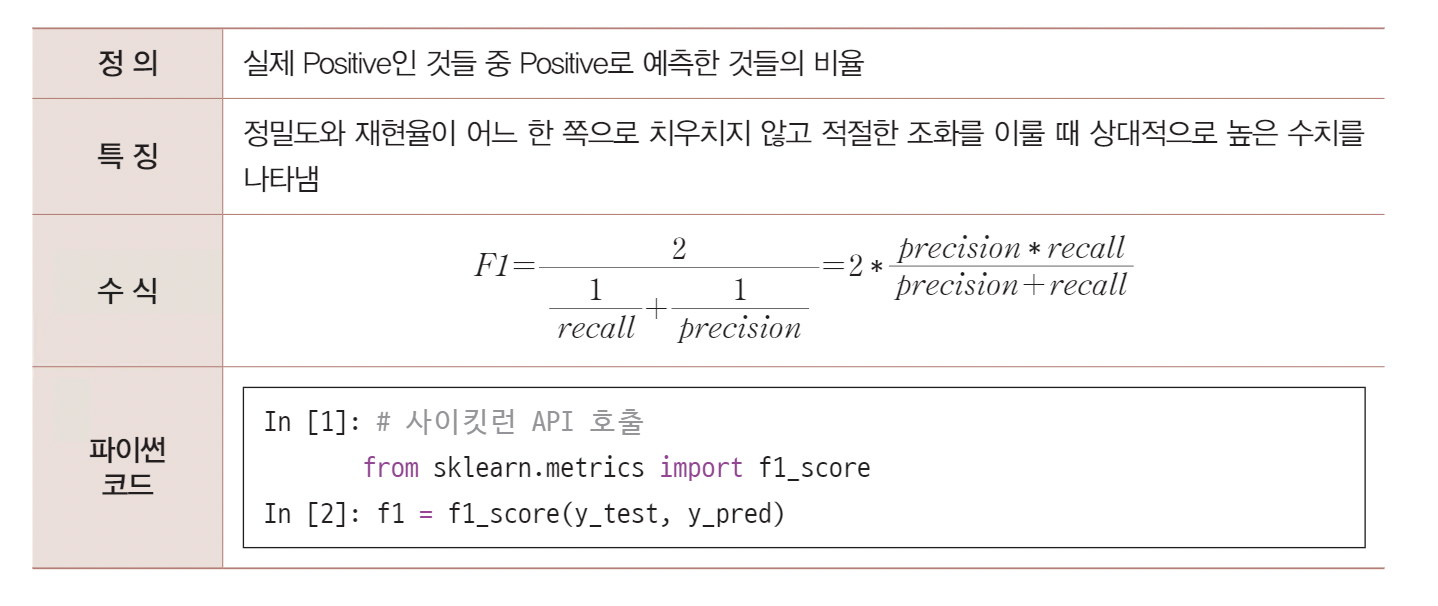 정 의
실제 Positive인 것들 중 Positive로 예측한 것들의 비율
특 징
정밀도와 재현율이 어느 한 쪽으로 치우치지 않고 적절한 조화를 이룰 때 상대적으로 높은 수치를
나타냄
수 식
F1=2/(1/recall+1/precision)=2*(precision*recall)/(precision+recall)
파이썬
코드
In [1]: # 사이킷런 API 호출
from sklearn.metrics import f1_score
In [2]: f1 = f1_score(y_test, y_pred)